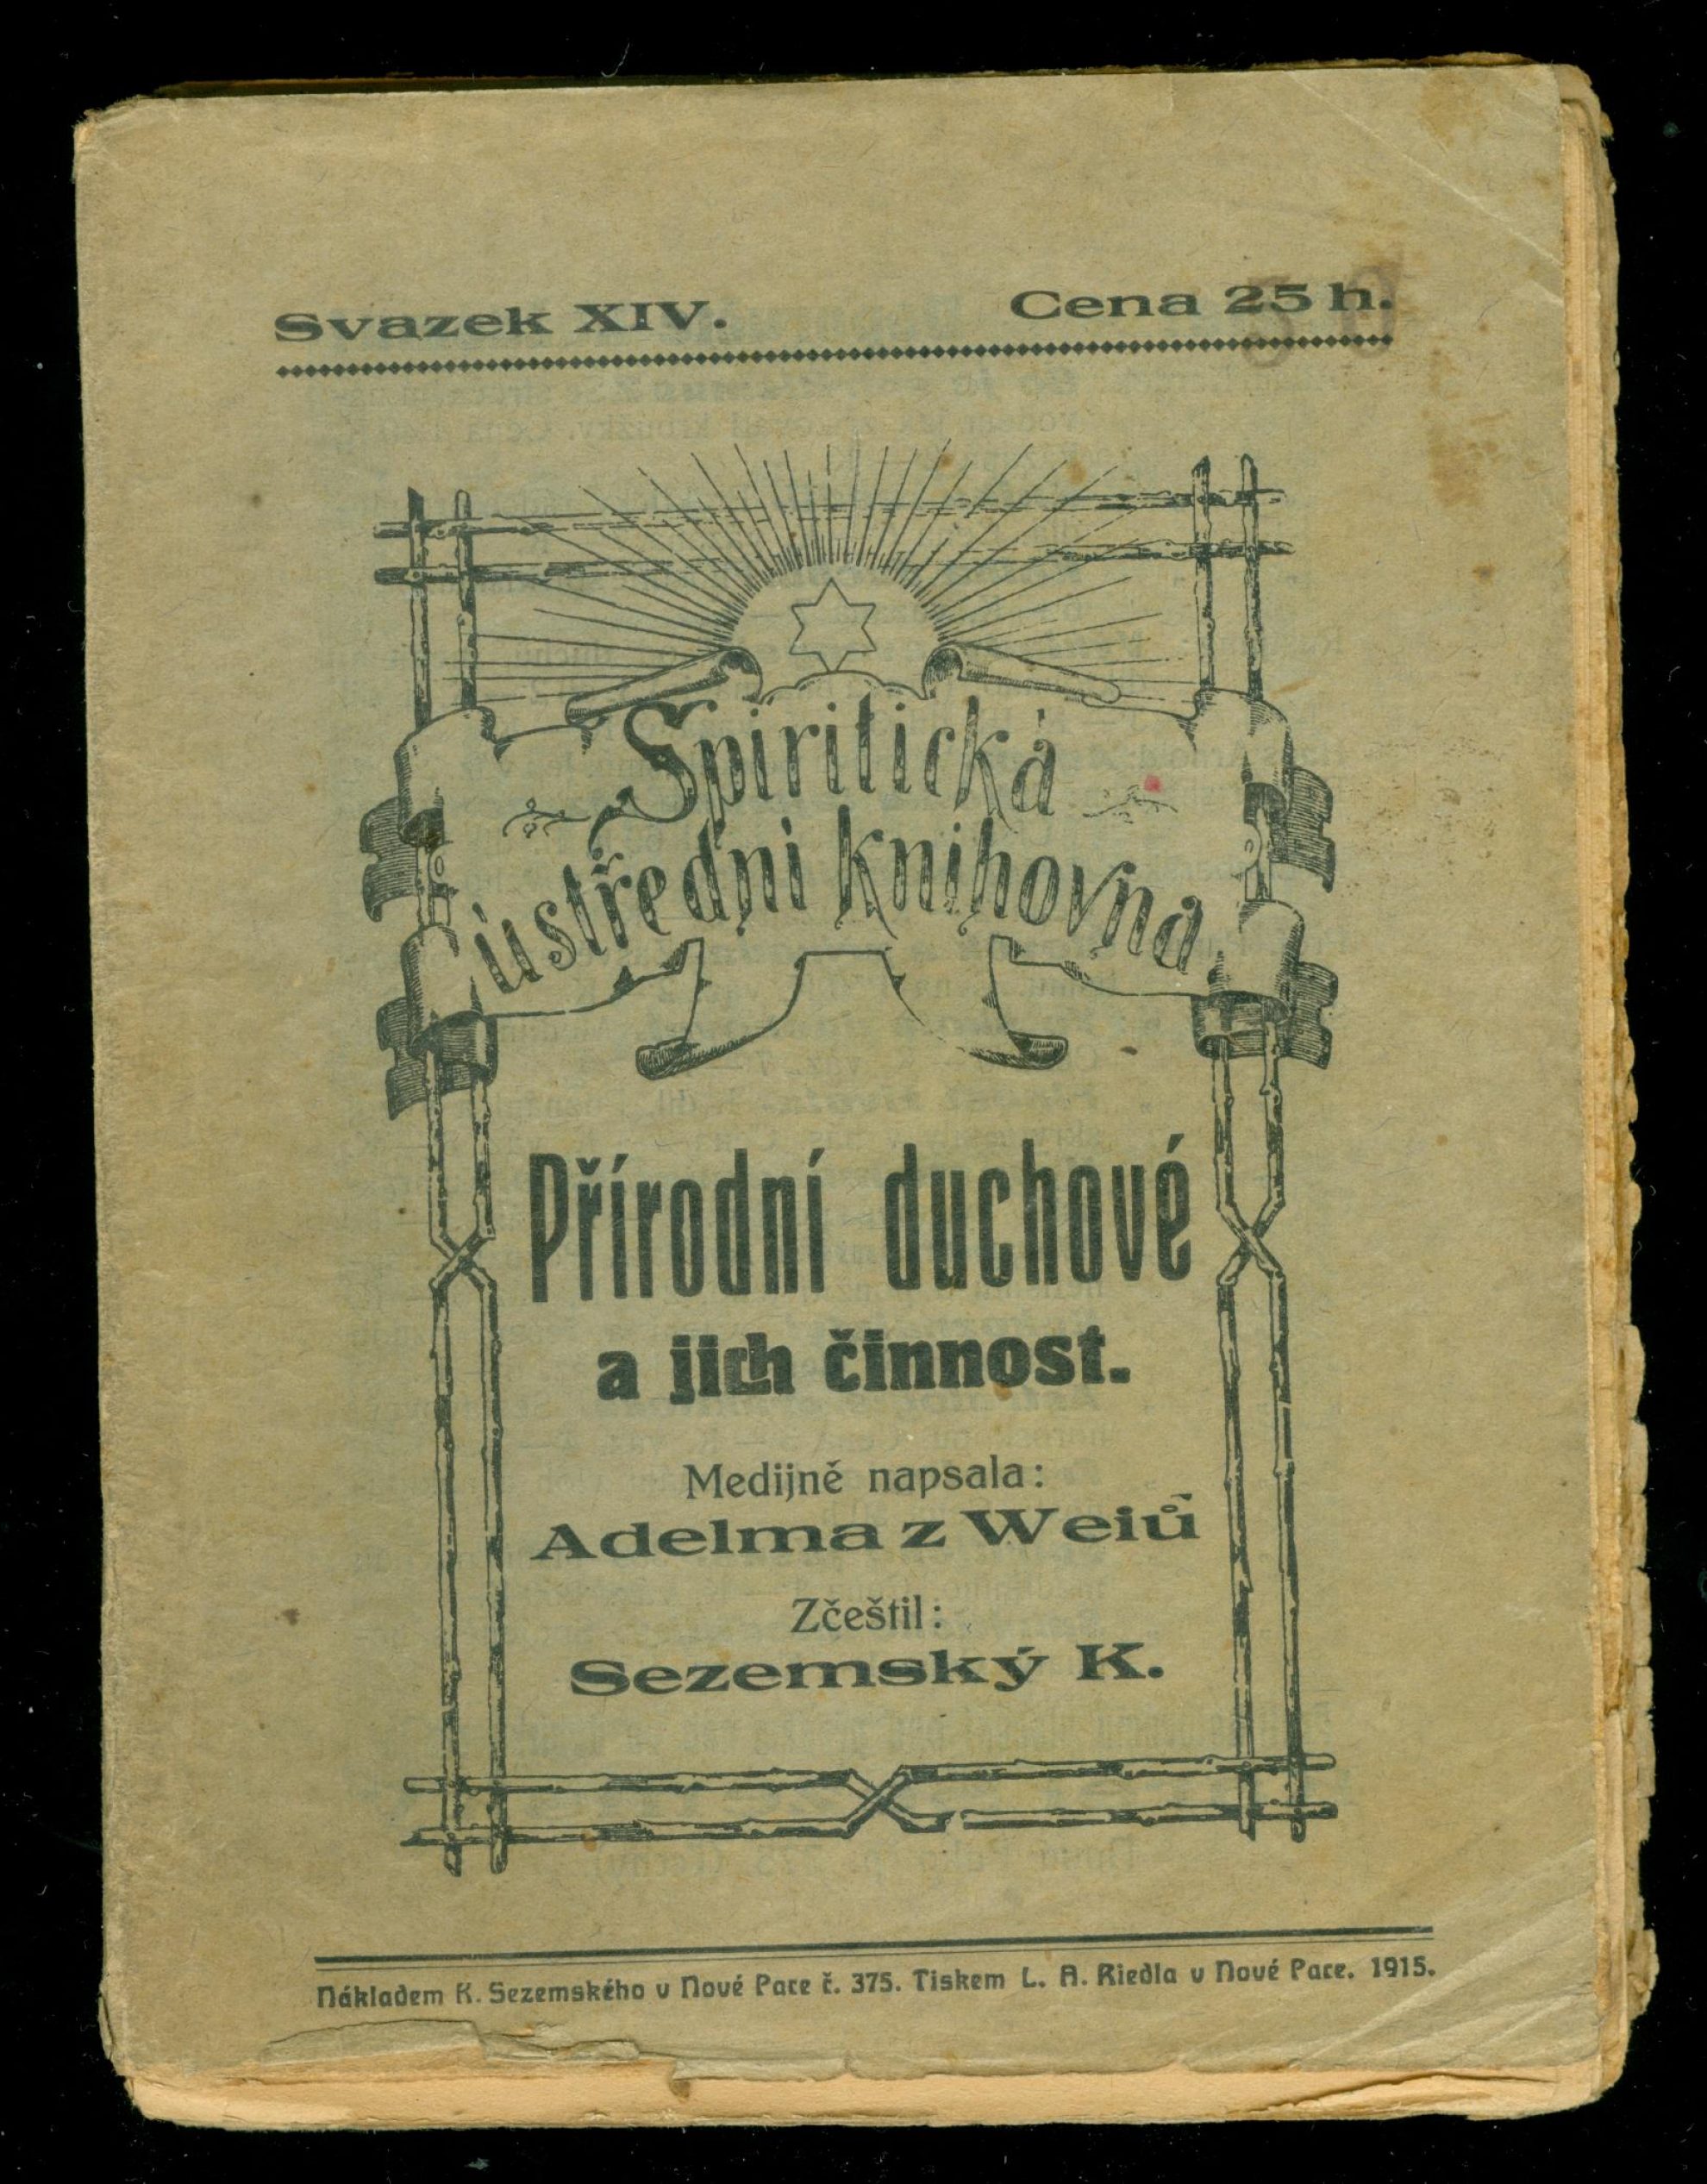 Svazek XIV. Cena 25 h.
Spiritická
ústřední knihovna
Přírodní duchové
a jich činnost.
Medijně napsala:
Adelma z Weiů
Zčeštil:
Sezemský K.
Nákladem K. Sezemského v Nové Pace č. 375. Tiskem L. A. Riedla v Nové Pace. 1915.